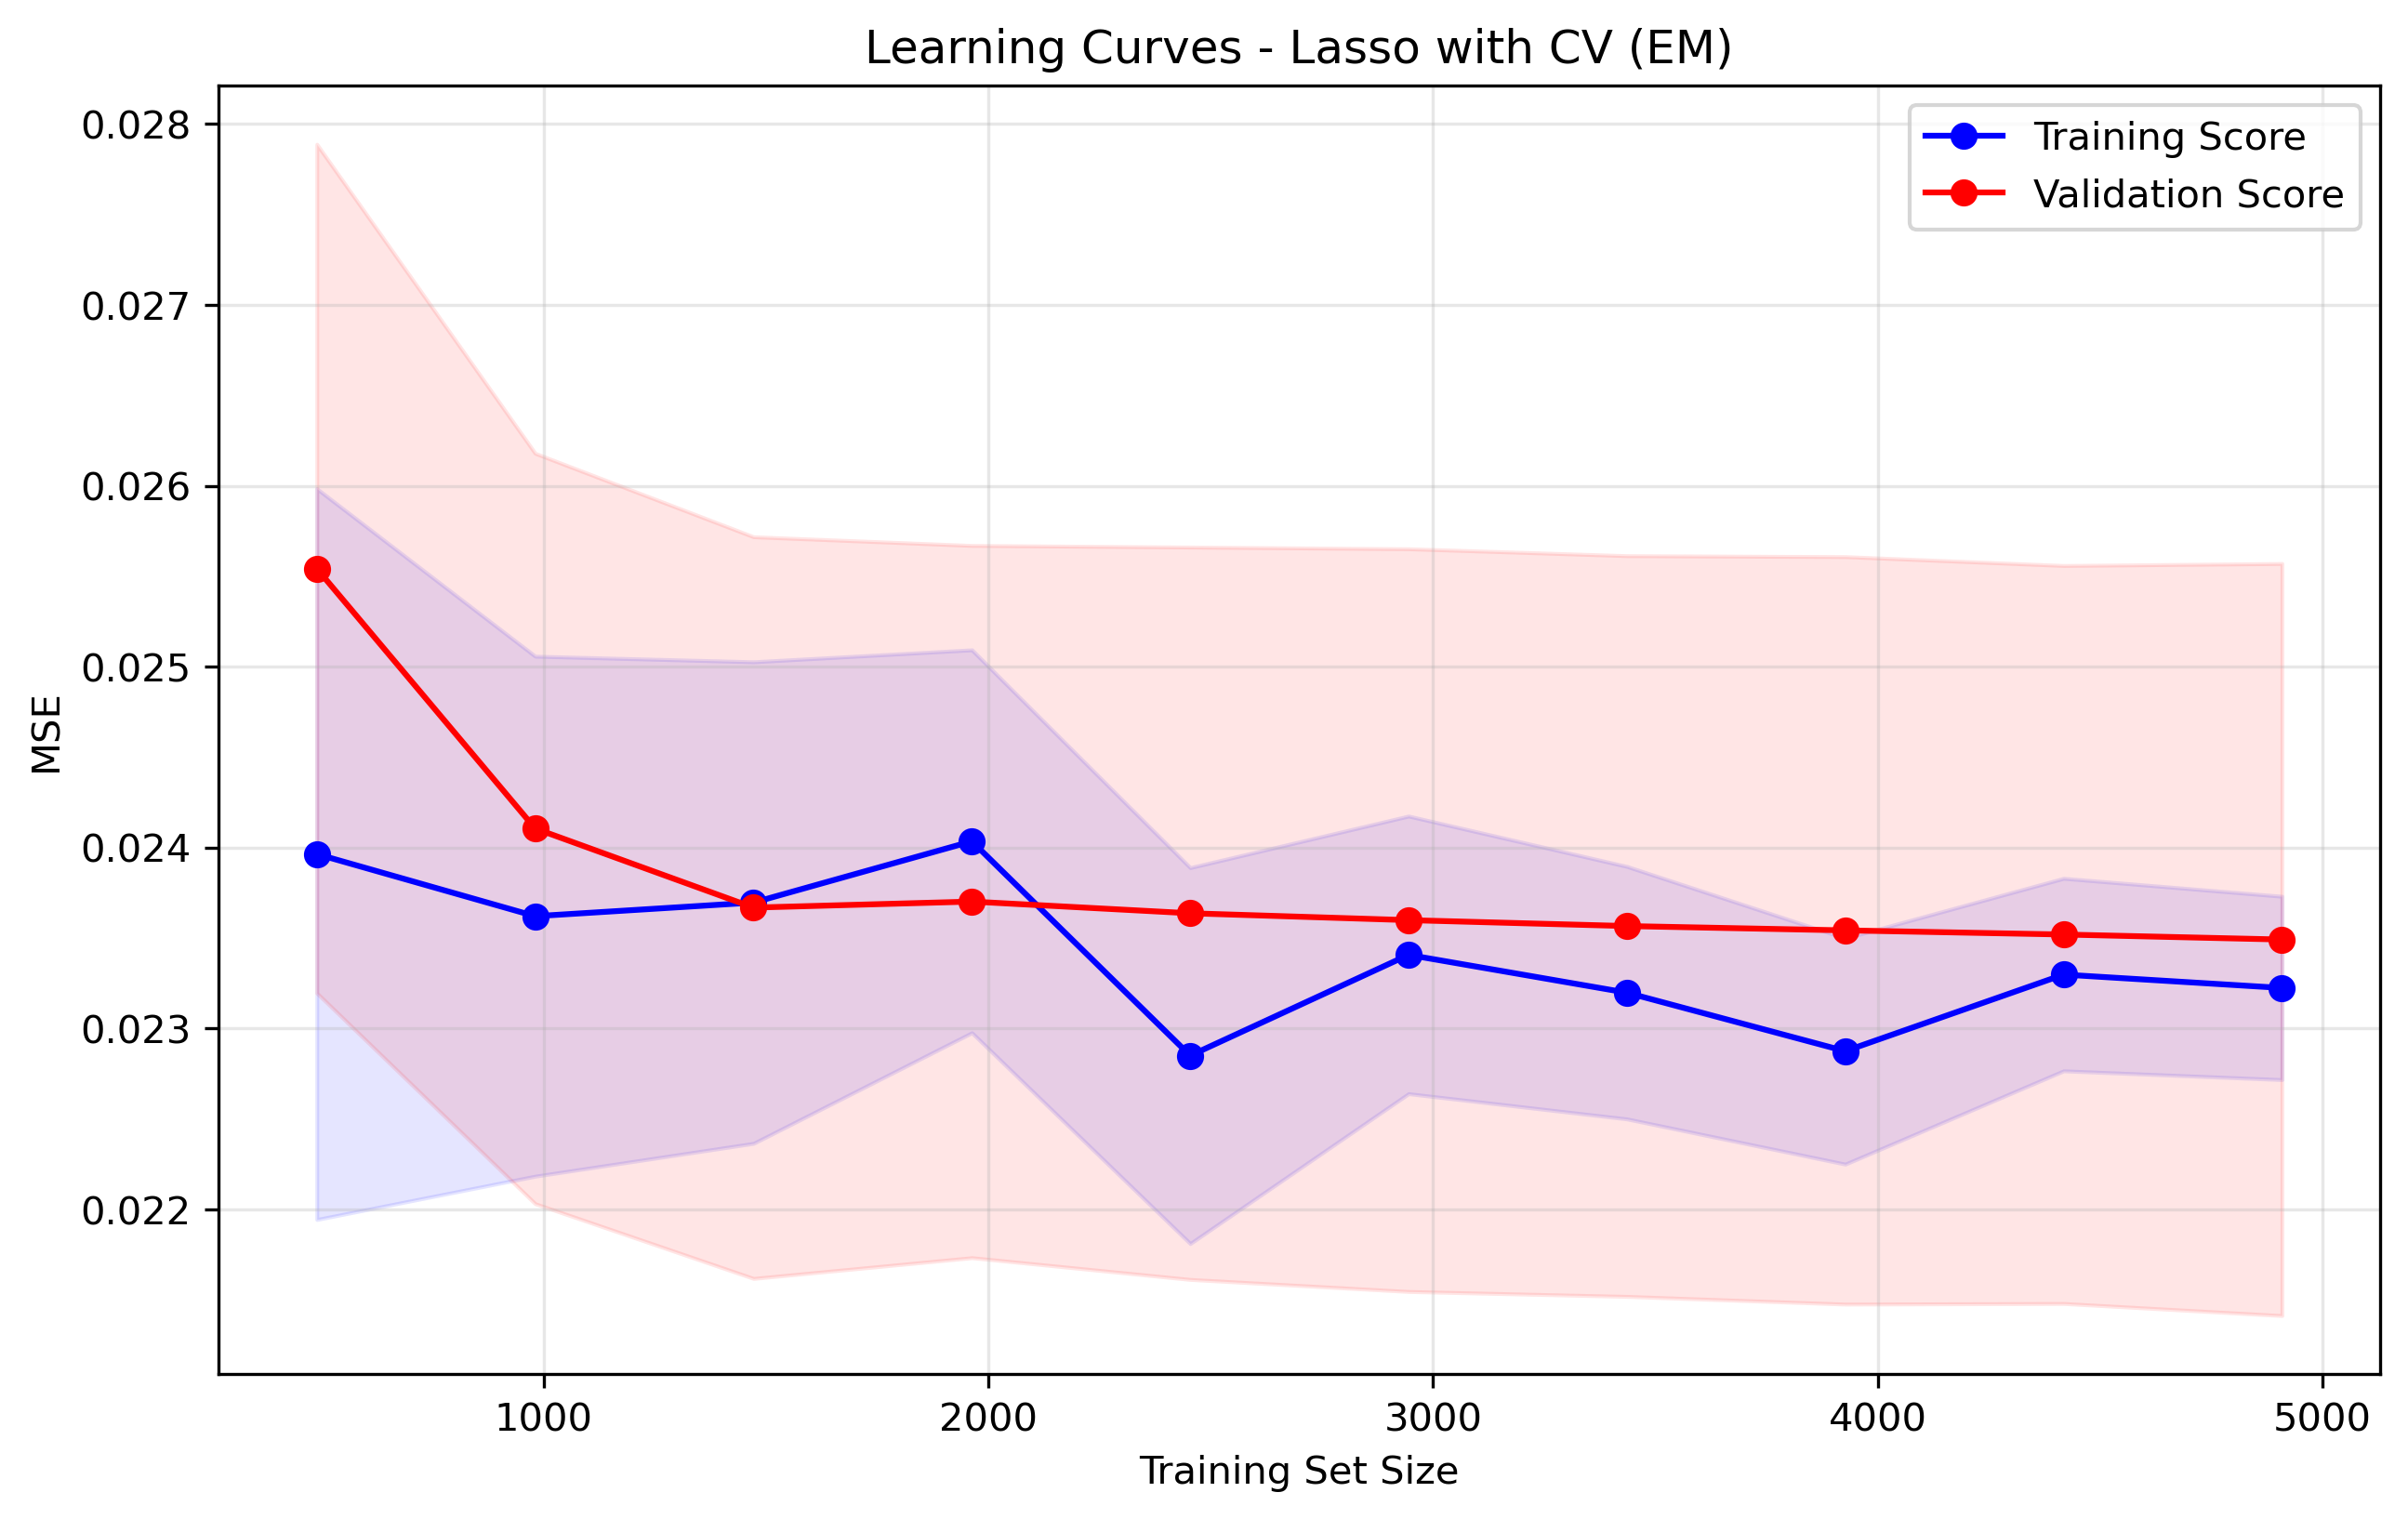 Learning Curves - Lasso with CV (EM)
Training Score
Validation Score
0.028
0.027
0.026
0.025
0.024
0.023
0.022
MSE
1000 2000 3000 4000 5000
Training Set Size